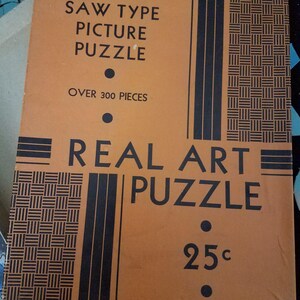 SAW TYPE
PICTURE
PUZZLE
OVER 300 PIECES
REAL ART
PUZZLE
25c